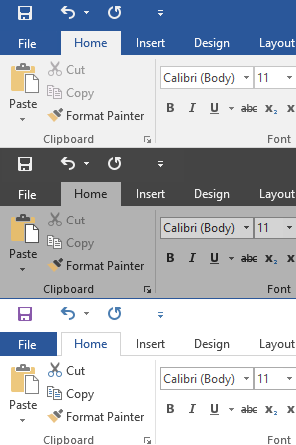 File Home Insert Design Layout
Cut Calibri (Body) 11
Copy
Paste Format Painter B I U abc x₂ x
Clipboard Font
File Home Insert Design Layout
Cut Calibri (Body) 11
Copy
Paste Format Painter B I U abc x₂ x
Clipboard Font
File Home Insert Design Layout
Cut Calibri (Body) 11
Copy
Paste Format Painter B I U abc x₂ x
Clipboard Font